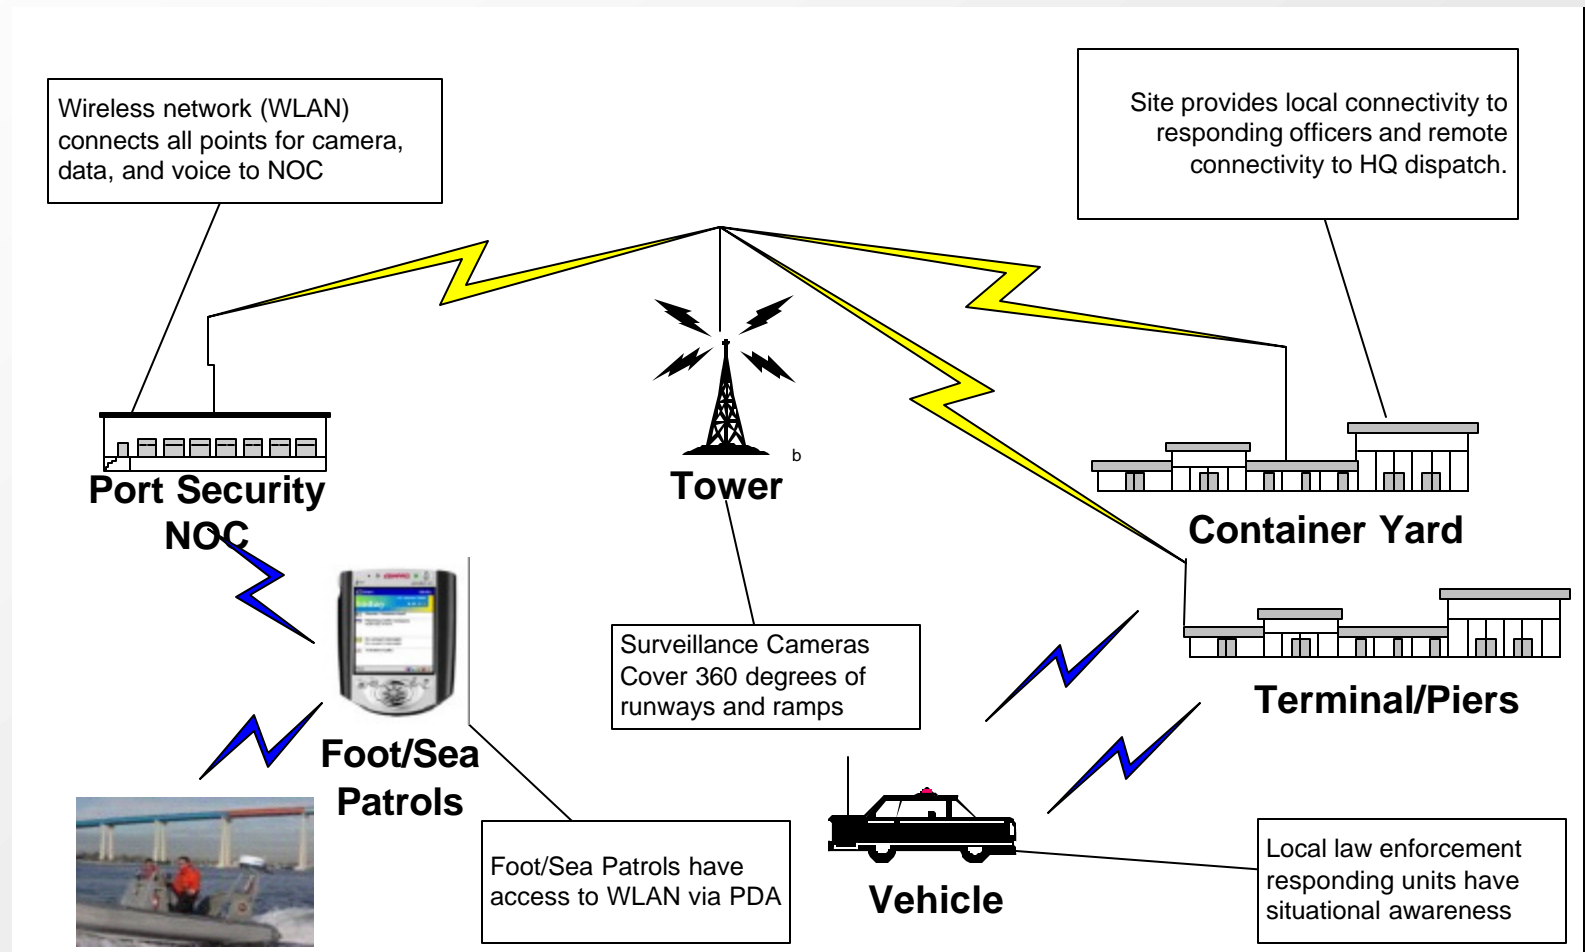 Wireless network (WLAN)
connects all points for camera,
data, and voice to NOC
Site provides local connectivity to
responding officers and remote
connectivity to HQ dispatch.
b
Port Security
NOC
Tower
Container Yard
Surveillance Cameras
Cover 360 degrees of
runways and ramps
Terminal/Piers
Foot/Sea
Patrols
Foot/Sea Patrols have
access to WLAN via PDA
Vehicle
Local law enforcement
responding units have
situational awareness